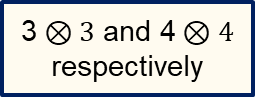 3 ⊗ 3 and 4 ⊗ 4
respectively